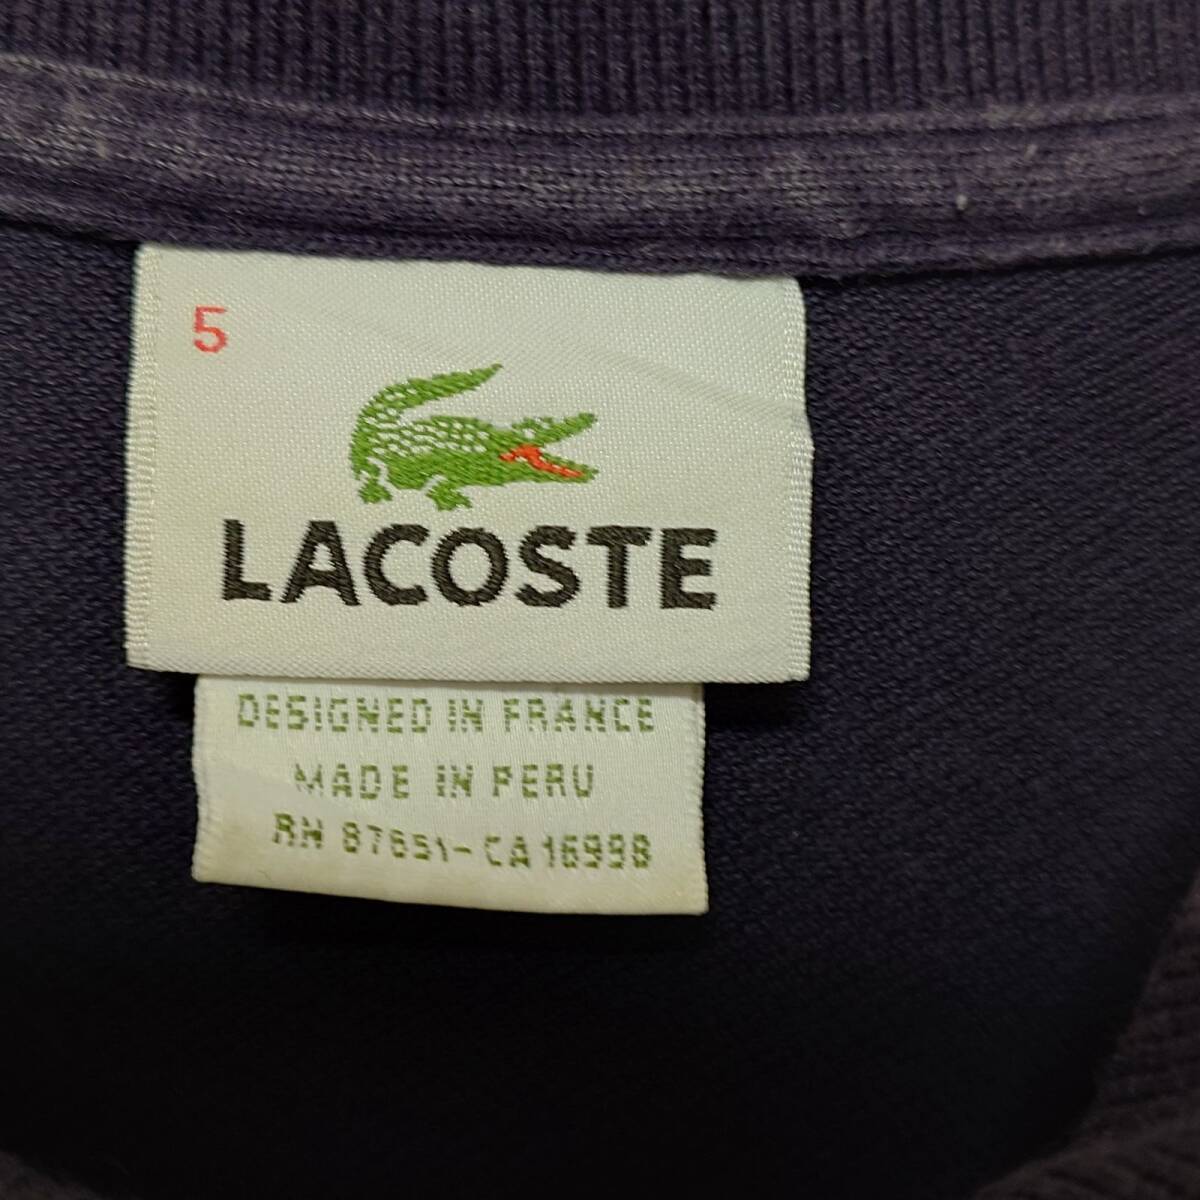 5
LACOSTE
DESIGNED IN FRANCE
MADE IN PERU
RN 87651-CA 16998